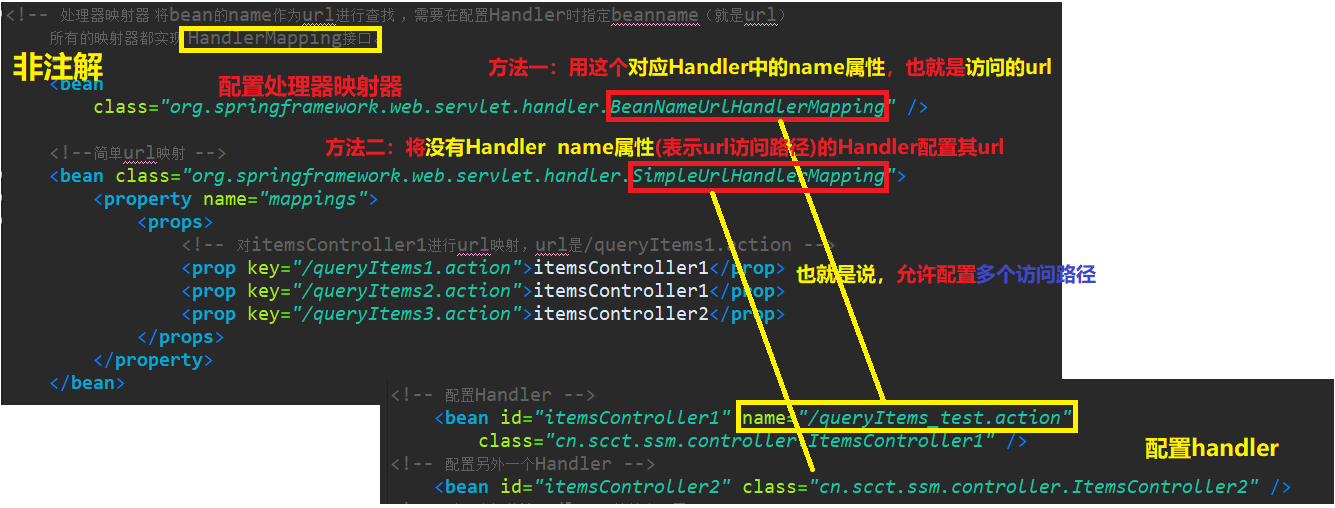 <!-- 处理器映射器 将bean的name作为url进行查找 ，需要在配置Handler时指定beanname（就是url）
所有的映射器都实现 HandlerMapping接口。
非注解
方法一：用这个对应Handler中的name属性，也就是访问的url
<bean
配置处理器映射器
class="org.springframework.web.servlet.handler.BeanNameUrlHandlerMapping" />
方法二：将没有Handler name属性(表示url访问路径)的Handler配置其url
<!--简单url映射 -->
<bean class="org.springframework.web.servlet.handler.SimpleUrlHandlerMapping">
<property name="mappings">
<props>
<!-- 对itemsController1进行url映射，url是/queryItems1.action -->
<prop key="/queryItems1.action">itemsController1</prop>
也就是说，允许配置多个访问路径
<prop key="/queryItems2.action">itemsController1</prop>
<prop key="/queryItems3.action">itemsController2</prop>
</props>
</property>
</bean>
<!-- 配置Handler -->
<bean id="itemsController1" name="/queryItems_test.action"
class="cn.scct.ssm.controller.ItemsController1" />
配置handler
<!-- 配置另外一个Handler -->
<bean id="itemsController2" class="cn.scct.ssm.controller.ItemsController2" />